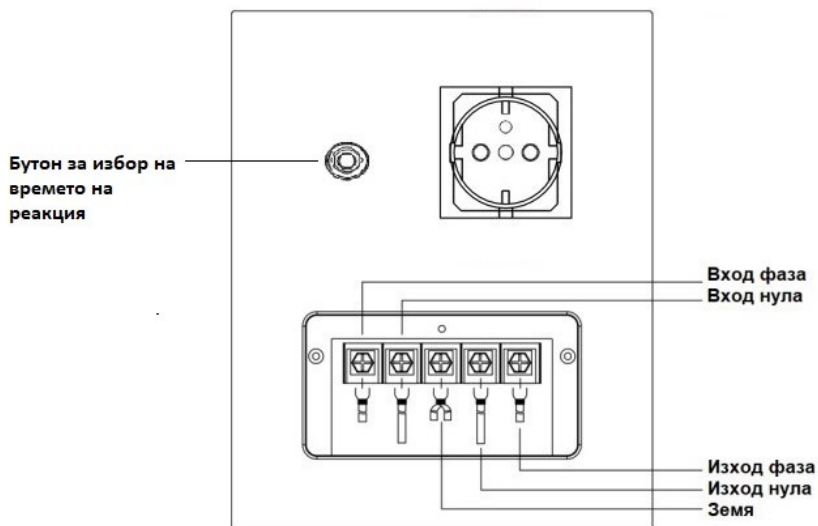 Бутон за избор на
времето на
реакция
Вход фаза
Вход нула
Изход фаза
Изход нула
Земя